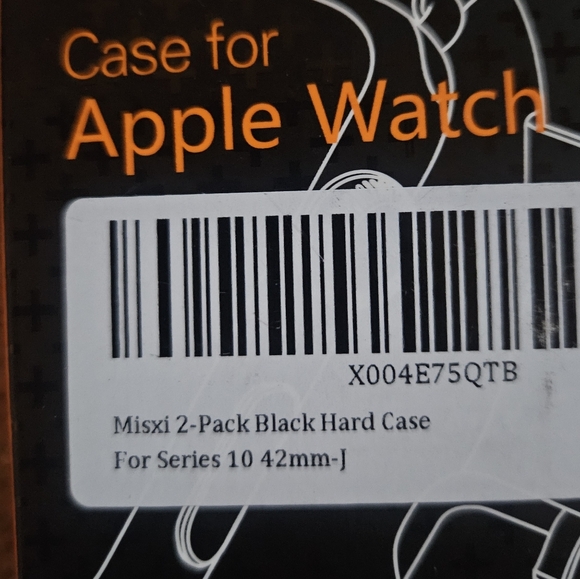 Case for
Apple Watch
X004E75QTB
Misxi 2-Pack Black Hard Case
For Series 10 42mm-J